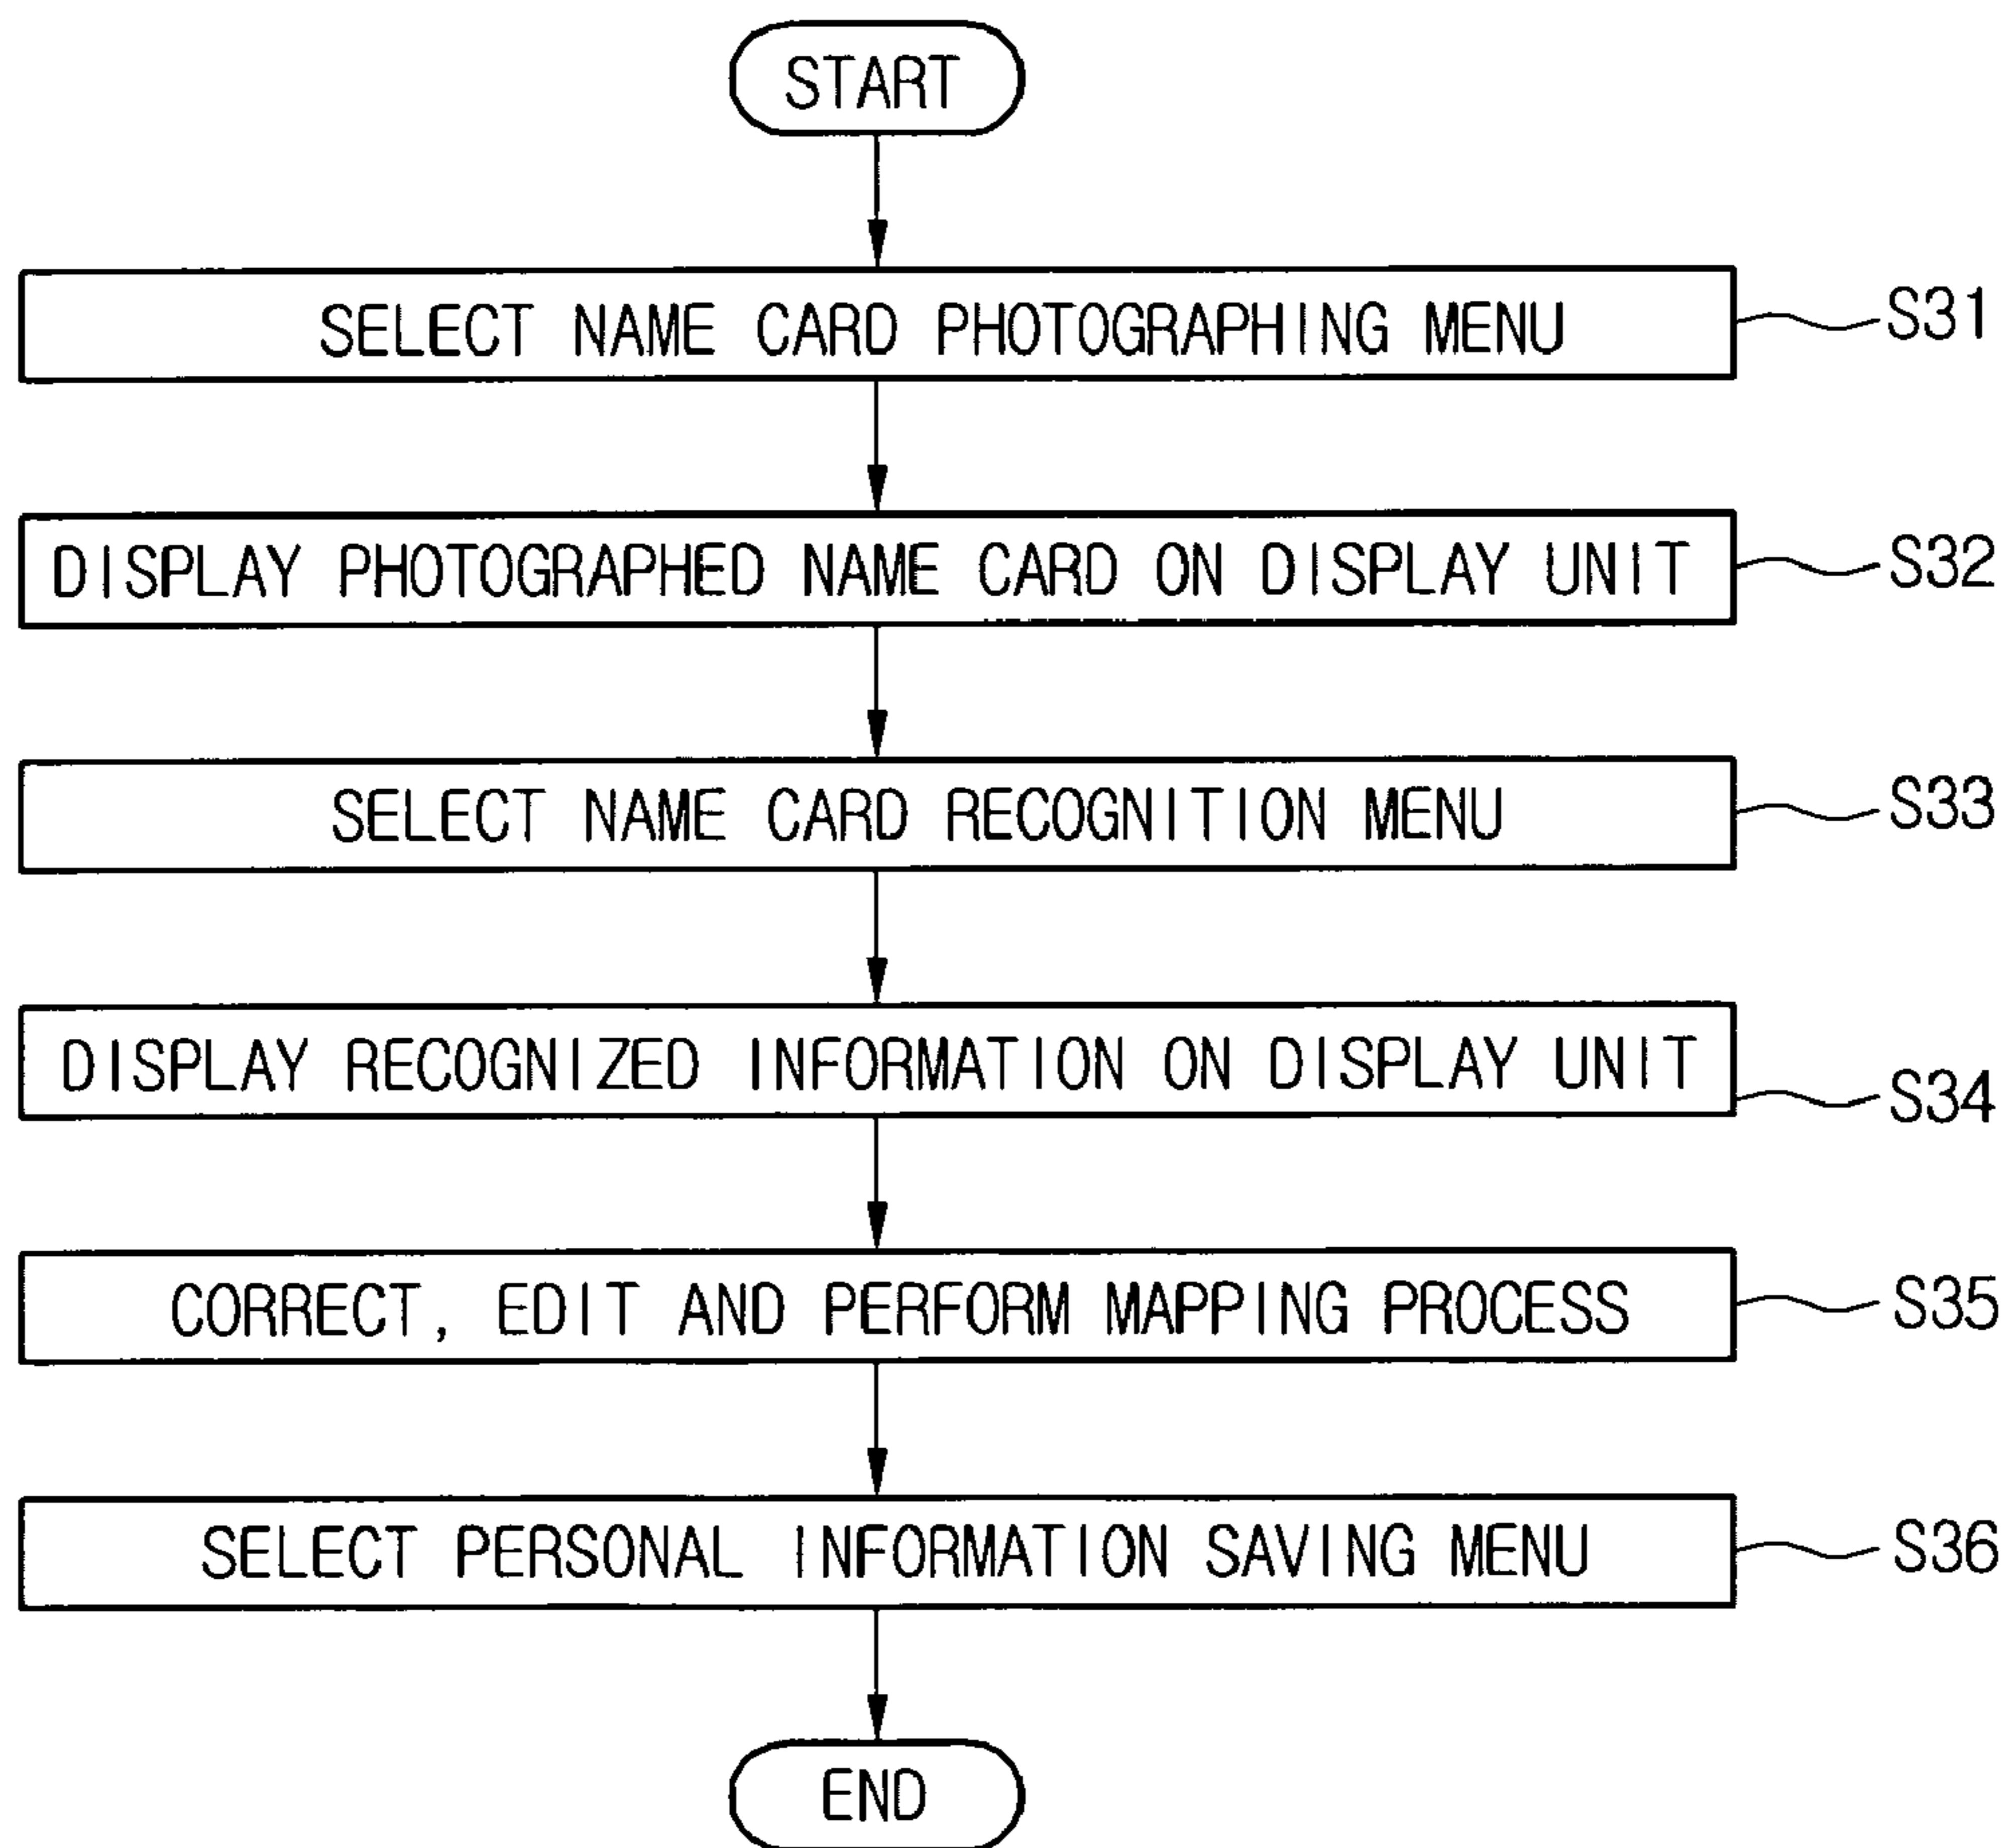 START
SELECT NAME CARD PHOTOGRAPHING MENU
S31
DISPLAY PHOTOGRAPHED NAME CARD ON DISPLAY UNIT
S32
SELECT NAME CARD RECOGNITION MENU
S33
DISPLAY RECOGNIZED INFORMATION ON DISPLAY UNIT
S34
CORRECT, EDIT AND PERFORM MAPPING PROCESS
S35
SELECT PERSONAL INFORMATION SAVING MENU
S36
END